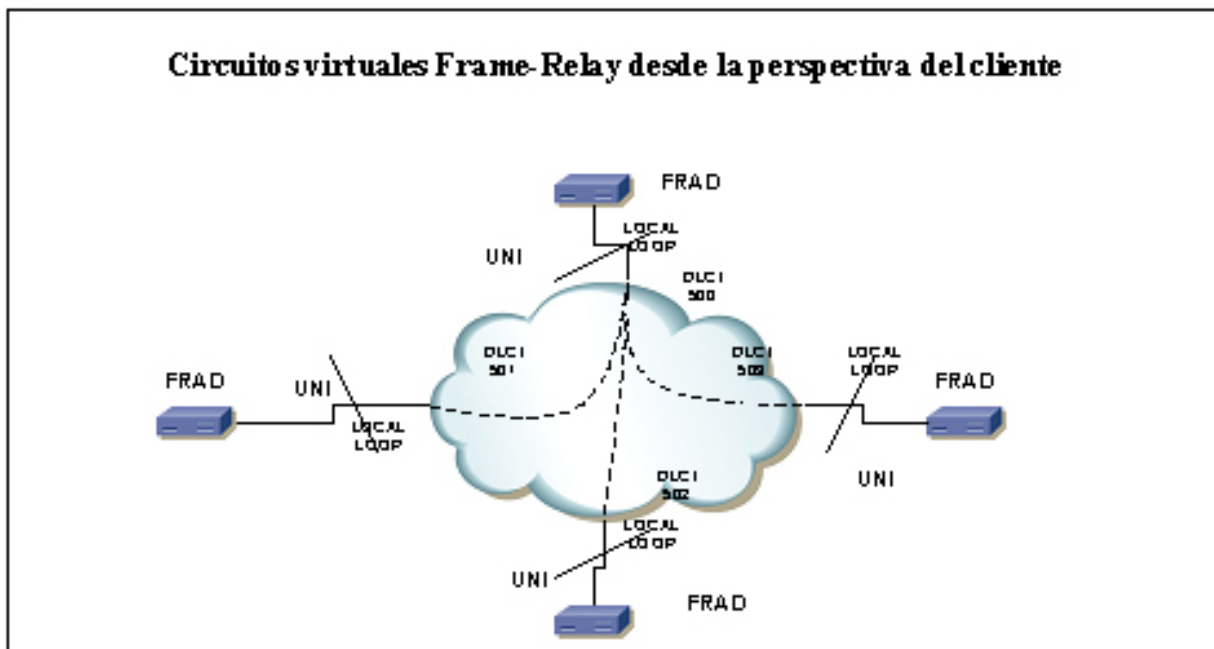 Circuitos virtuales Frame-Relay desde la perspectiva del cliente
FRAD
LOCAL
LOOP
UNI
DLCI
500
DLCI
501
DLCI
LOCAL
LOOP
FRAD
UNI
FRAD
LOCAL
LOOP
DLCI
502
UNI
LOCAL
LOOP
UNI
FRAD